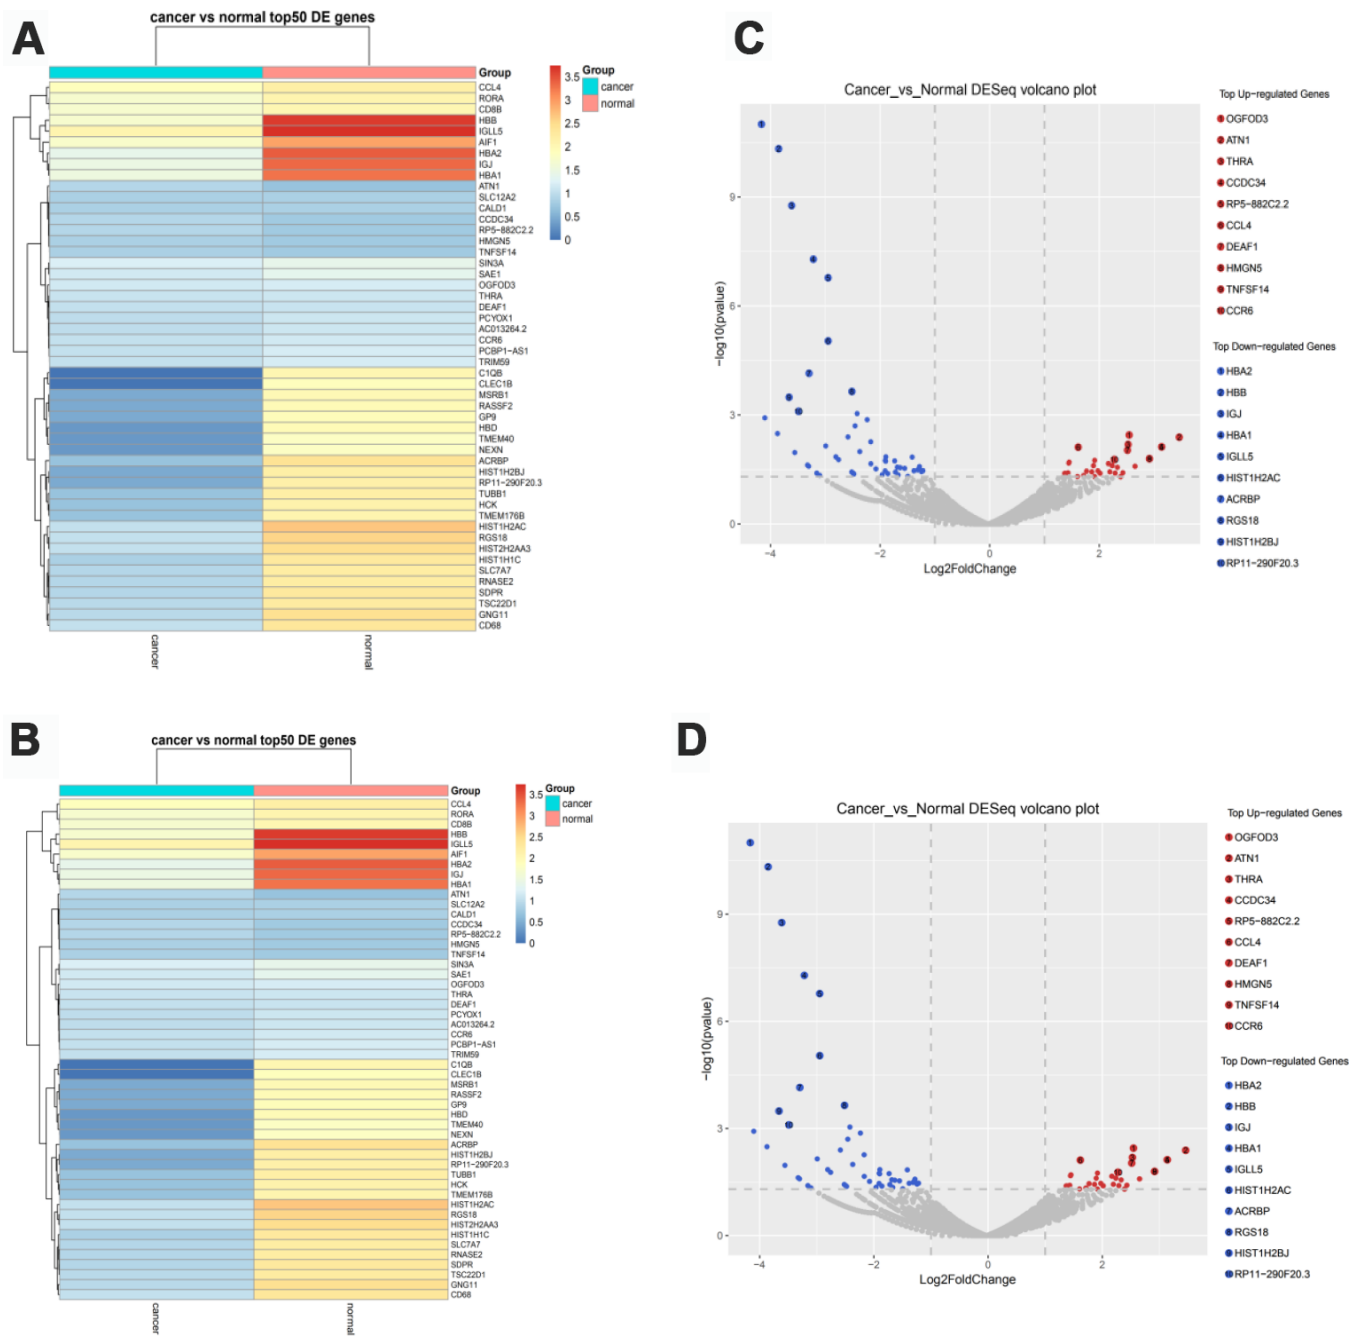 A
cancer vs normal top50 DE genes
Group
CCL4
RORA
CD8B
HBB
IGLL5
AIF1
HBA2
IGJ
HBA1
ATN1
SLC12A2
CALD1
CCDC34
RP5-882C2.2
HMGN5
TNFSF14
SIN3A
SAE1
OGFOD3
THRA
DEAF1
PCYOX1
AC013264.2
CCR6
PCBP1-AS1
TRIM59
C1QB
CLEC1B
MSRB1
RASSF2
GP9
HBD
TMEM40
NEXN
ACRBP
HIST1H2BJ
RP11-290F20.3
TUBB1
HCK
TMEM176B
HIST1H2AC
RGS18
HIST2H2AA3
HIST1H1C
SLC7A7
RNASE2
SDPR
TSC22D1
GNG11
CD68
cancer
normal
3.5
3
2.5
2
1.5
1
0.5
0
Group
cancer
normal
C
Cancer_vs_Normal DESeq volcano plot
−log10(pvalue)
9
6
3
0
−4
−2
0
2
Log2FoldChange
Top Up−regulated Genes
OGFOD3
ATN1
THRA
CCDC34
RP5−882C2.2
CCL4
DEAF1
HMGN5
TNFSF14
CCR6
Top Down−regulated Genes
HBA2
HBB
IGJ
HBA1
IGLL5
HIST1H2AC
ACRBP
RGS18
HIST1H2BJ
RP11−290F20.3
B
cancer vs normal top50 DE genes
Group
CCL4
RORA
CD8B
HBB
IGLL5
AIF1
HBA2
IGJ
HBA1
ATN1
SLC12A2
CALD1
CCDC34
RP5-882C2.2
HMGN5
TNFSF14
SIN3A
SAE1
OGFOD3
THRA
DEAF1
PCYOX1
AC013264.2
CCR6
PCBP1-AS1
TRIM59
C1QB
CLEC1B
MSRB1
RASSF2
GP9
HBD
TMEM40
NEXN
ACRBP
HIST1H2BJ
RP11-290F20.3
TUBB1
HCK
TMEM176B
HIST1H2AC
RGS18
HIST2H2AA3
HIST1H1C
SLC7A7
RNASE2
SDPR
TSC22D1
GNG11
CD68
cancer
normal
3.5
3
2.5
2
1.5
1
0.5
0
Group
cancer
normal
D
Cancer_vs_Normal DESeq volcano plot
−log10(pvalue)
9
6
3
0
−4
−2
0
2
Log2FoldChange
Top Up−regulated Genes
OGFOD3
ATN1
THRA
CCDC34
RP5−882C2.2
CCL4
DEAF1
HMGN5
TNFSF14
CCR6
Top Down−regulated Genes
HBA2
HBB
IGJ
HBA1
IGLL5
HIST1H2AC
ACRBP
RGS18
HIST1H2BJ
RP11−290F20.3